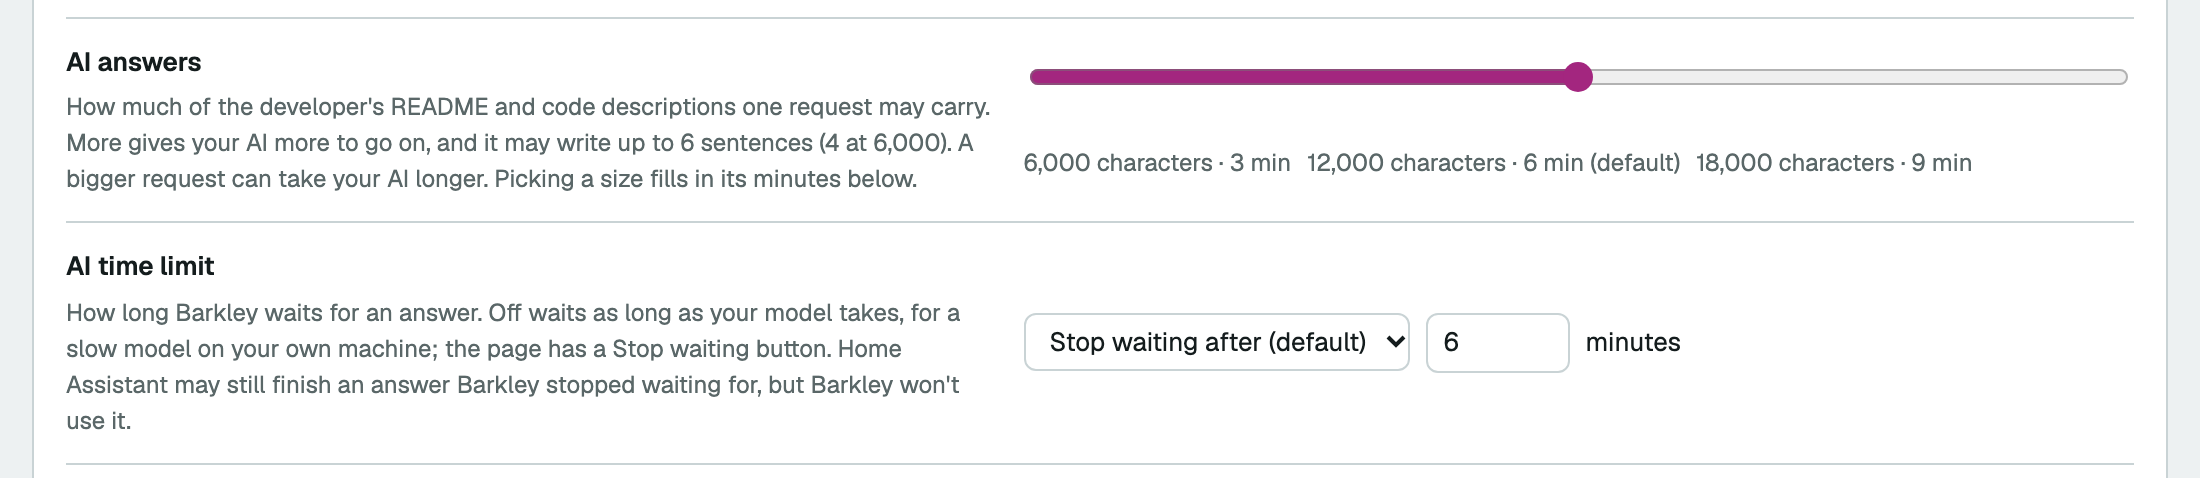 AI answers
How much of the developer's README and code descriptions one request may carry.
More gives your AI more to go on, and it may write up to 6 sentences (4 at 6,000). A
bigger request can take your AI longer. Picking a size fills in its minutes below.
6,000 characters · 3 min 12,000 characters · 6 min (default) 18,000 characters · 9 min
AI time limit
How long Barkley waits for an answer. Off waits as long as your model takes, for a
slow model on your own machine; the page has a Stop waiting button. Home
Assistant may still finish an answer Barkley stopped waiting for, but Barkley won't
use it.
Stop waiting after (default) 6 minutes